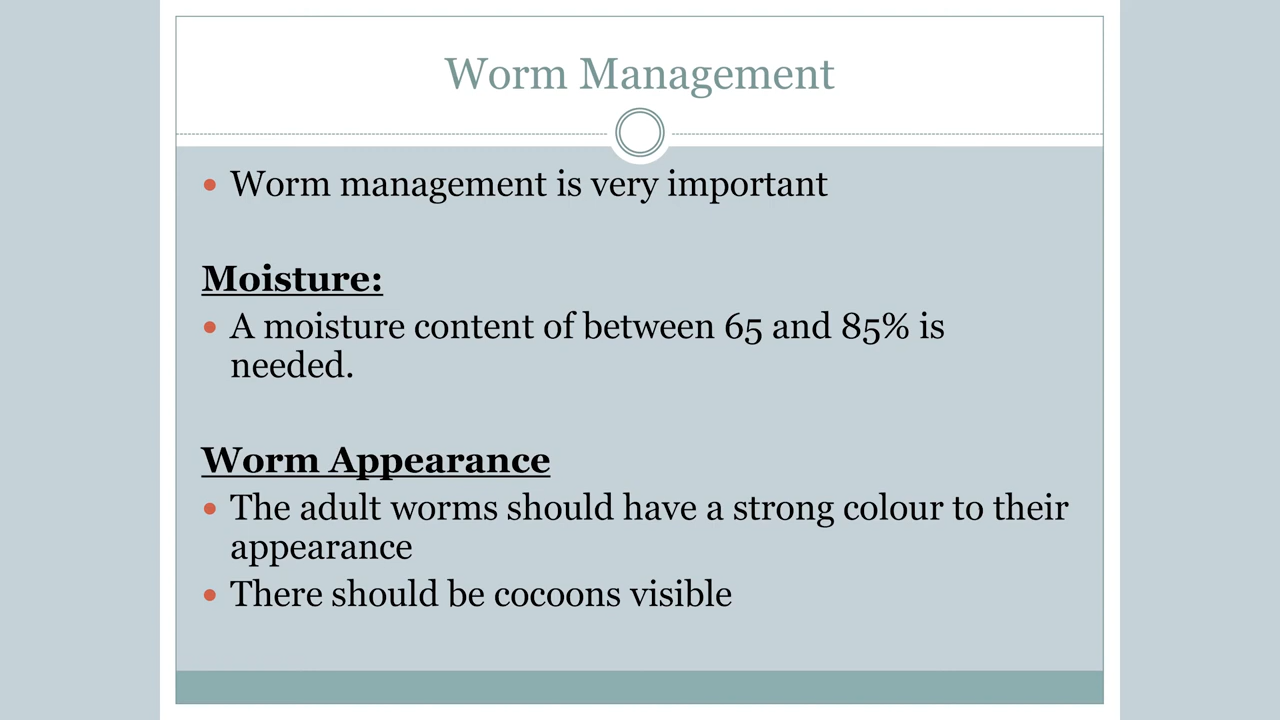 Worm Management
• Worm management is very important
Moisture:
• A moisture content of between 65 and 85% is
needed.
Worm Appearance
• The adult worms should have a strong colour to their
appearance
• There should be cocoons visible